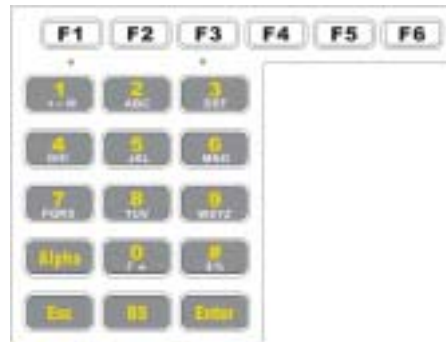 F1 F2 F3 F4 F5 F6
1 2 3
ABC DEF
4 5 6
GHI JKL MNO
7 8 9
PQRS TUV WXYZ
Alpha 0 #
Esc BS Enter